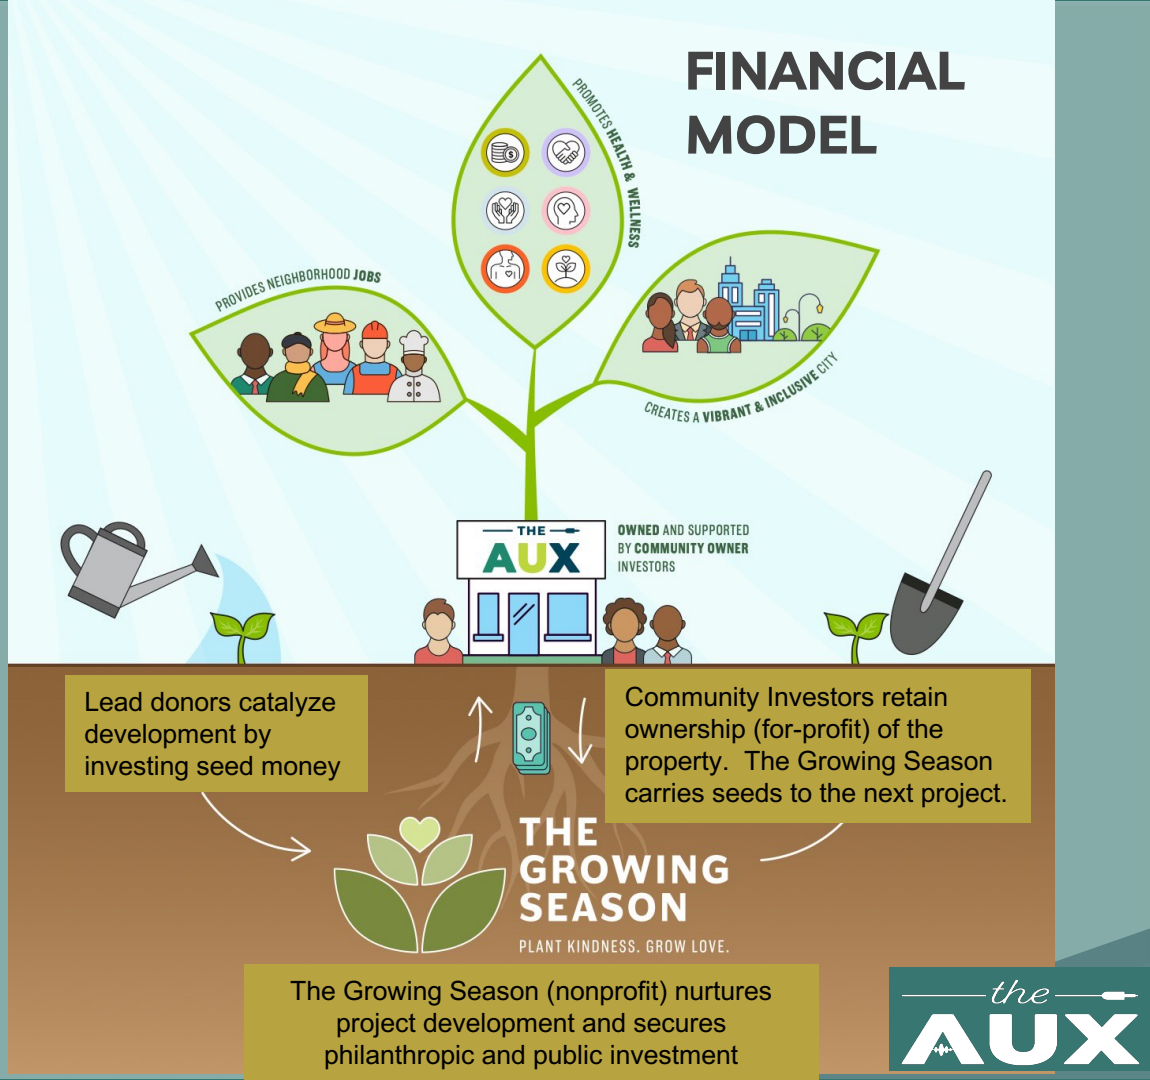 FINANCIAL
MODEL
PROMOTES HEALTH & WELLNESS
PROVIDES NEIGHBORHOOD JOBS
CREATES A VIBRANT & INCLUSIVE CITY
THE
AUX
OWNED AND SUPPORTED
BY COMMUNITY OWNER
INVESTORS
Lead donors catalyze
development by
investing seed money
Community Investors retain
ownership (for-profit) of the
property. The Growing Season
carries seeds to the next project.
THE
GROWING
SEASON
PLANT KINDNESS. GROW LOVE.
The Growing Season (nonprofit) nurtures
project development and secures
philanthropic and public investment
the
AUX